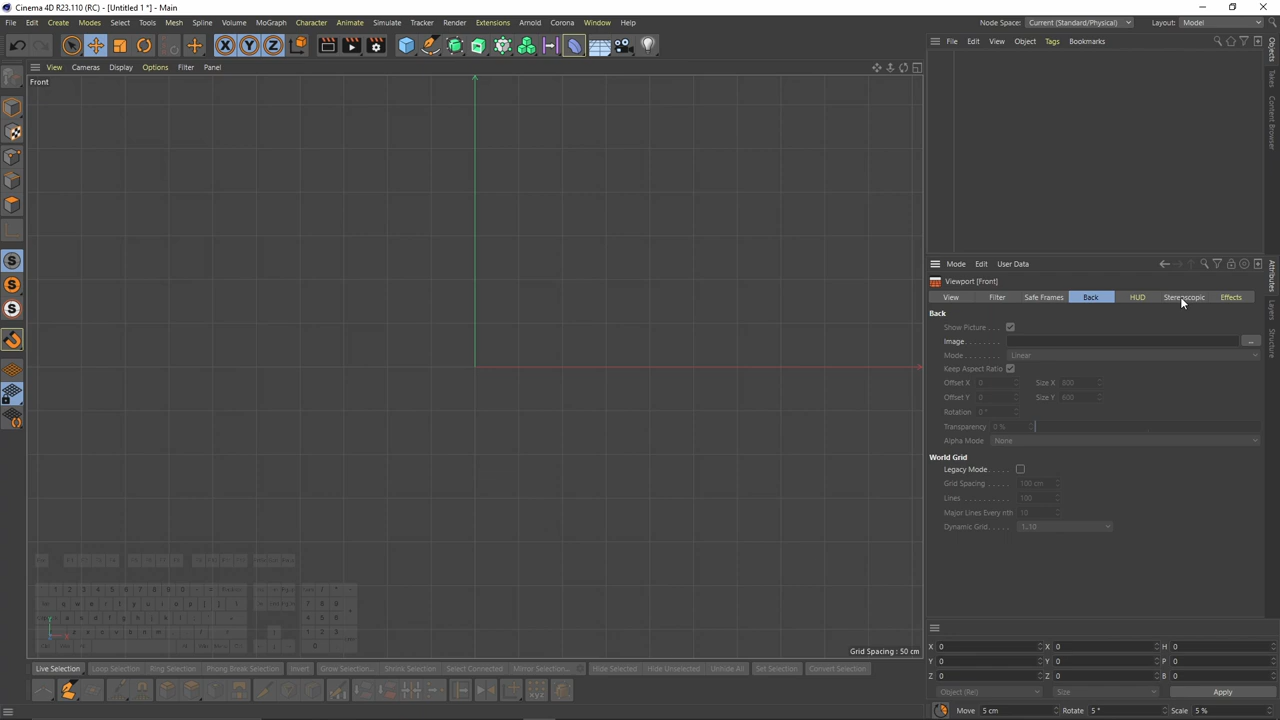 Cinema 4D R23.110 (RC) - [Untitled 1 *] - Main
File Edit Create Modes Select Tools Mesh Spline Volume MoGraph Character Animate Simulate Tracker Render Extensions Arnold Corona Window Help
Node Space: Current (Standard/Physical) Layout: Model
X Y Z
File Edit View Object Tags Bookmarks
View Cameras Display Options Filter Panel
Front
Objects
Takes
Content Browser
Mode Edit User Data
Viewport [Front]
View Filter Safe Frames Back HUD Stereoscopic Effects
Back
Show Picture . . .
Image. . . . . . . .
Mode. . . . . . . . Linear
Keep Aspect Ratio
Offset X 0 Size X 800
Offset Y 0 Size Y 600
Rotation 0 °
Transparency 0 %
Alpha Mode None
World Grid
Legacy Mode. . . . .
Grid Spacing . . . . . 100 cm
Lines . . . . . . . . . . 100
Major Lines Every nth 10
Dynamic Grid. . . . . 1..10
Attributes
Layers
Structure
S
S
S
Y
X
Grid Spacing : 50 cm
Live Selection Loop Selection Ring Selection Phong Break Selection Invert Grow Selection... Shrink Selection Select Connected Mirror Selection... Hide Selected Hide Unselected Unhide All Set Selection Convert Selection
X 0 X 0 H 0
Y 0 Y 0 P 0
Z 0 Z 0 B 0
Object (Rel) Size Apply
Move 5 cm Rotate 5 ° Scale 5 %